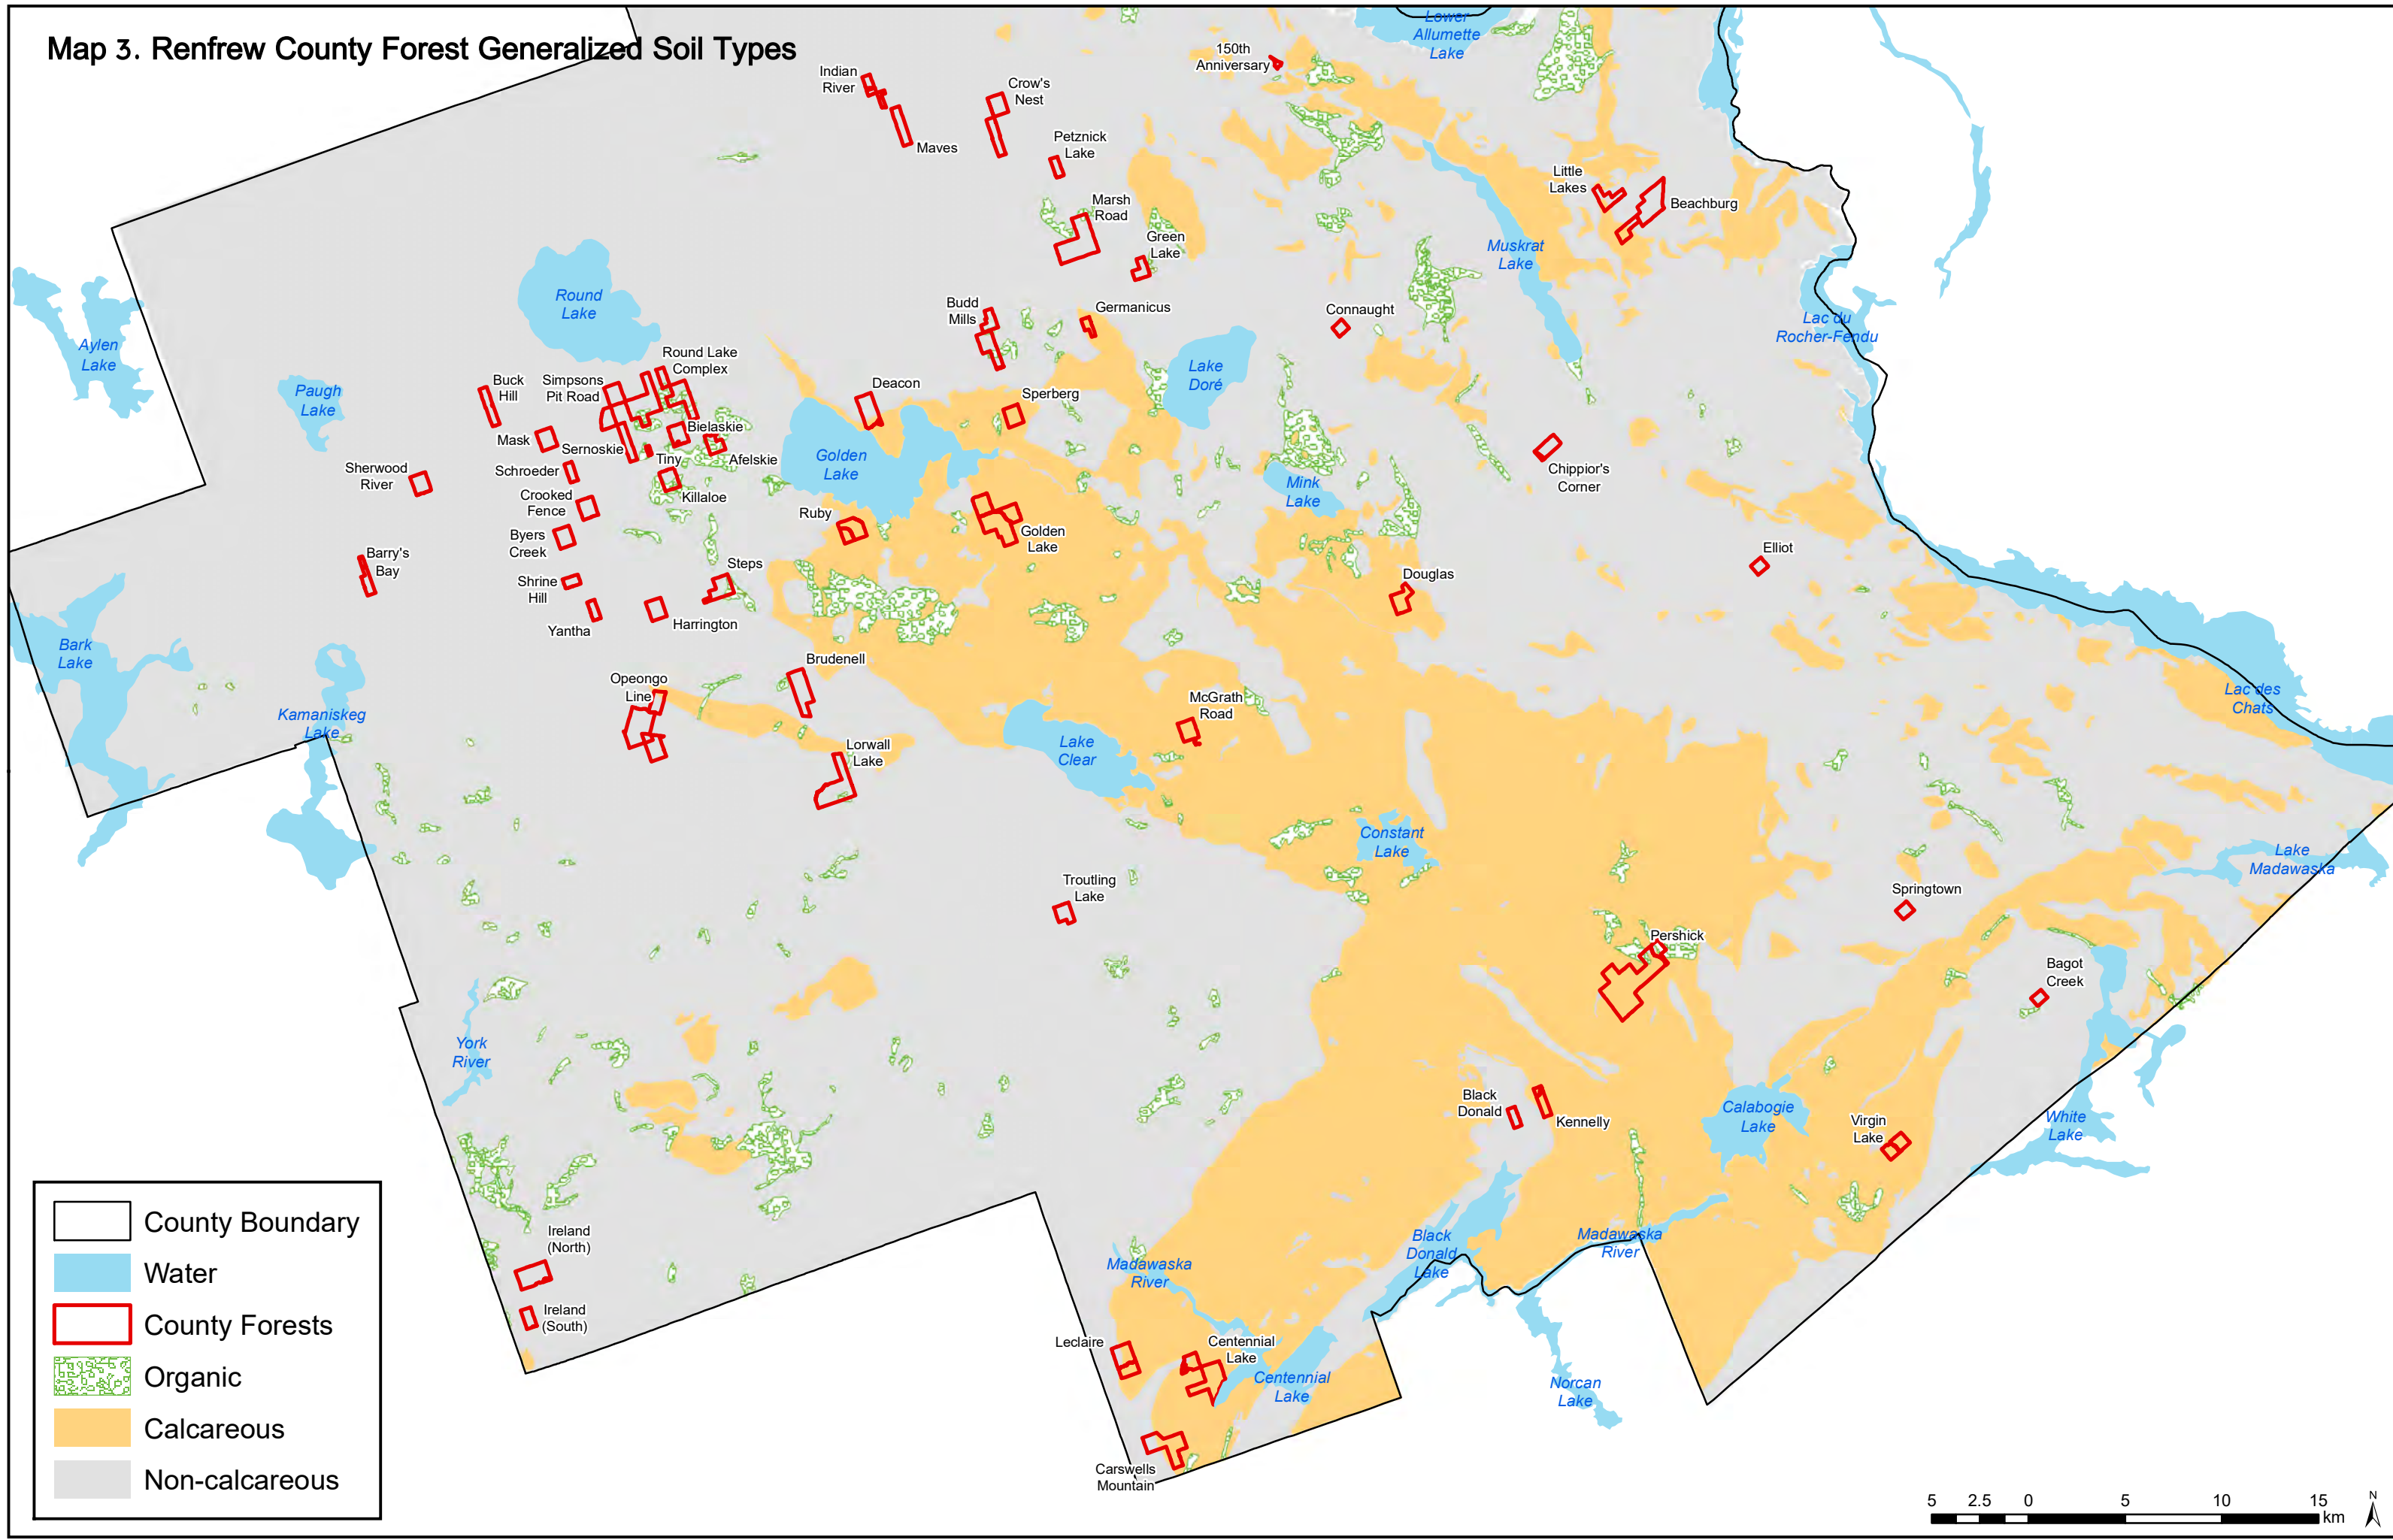 Map 3. Renfrew County Forest Generalized Soil Types
Lower
Allumette
Lake
150th
Anniversary
Indian
River
Maves
Crow's
Nest
Petznick
Lake
Marsh
Road
Green
Lake
Little
Lakes
Beachburg
Muskrat
Lake
Round
Lake
Aylen
Lake
Paugh
Lake
Budd
Mills
Germanicus
Connaught
Lac du
Rocher-Fendu
Lake
Doré
Buck
Hill
Simpsons
Pit Road
Round Lake
Complex
Deacon
Sperberg
Mask
Sernoskie
Bielaskie
Tiny
Afelskie
Schroeder
Sherwood
River
Killaloe
Crooked
Fence
Golden
Lake
Mink
Lake
Chippior's
Corner
Byers
Creek
Ruby
Golden
Lake
Barry's
Bay
Elliot
Shrine
Hill
Steps
Douglas
Yantha
Harrington
Bark
Lake
Brudenell
Opeongo
Line
McGrath
Road
Lac des
Chats
Kamaniskeg
Lake
Lorwall
Lake
Lake
Clear
Constant
Lake
Lake
Madawaska
Troutling
Lake
Springtown
Pershick
Bagot
Creek
York
River
Black
Donald
Kennelly
Calabogie
Lake
Virgin
Lake
White
Lake
Ireland
(North)
Ireland
(South)
Madawaska
River
Black
Donald
Lake
Madawaska
River
Leclaire
Centennial
Lake
Centennial
Lake
Norcan
Lake
Carswells
Mountain
County Boundary
Water
County Forests
Organic
Calcareous
Non-calcareous
5 2.5 0 5 10 15
km
N